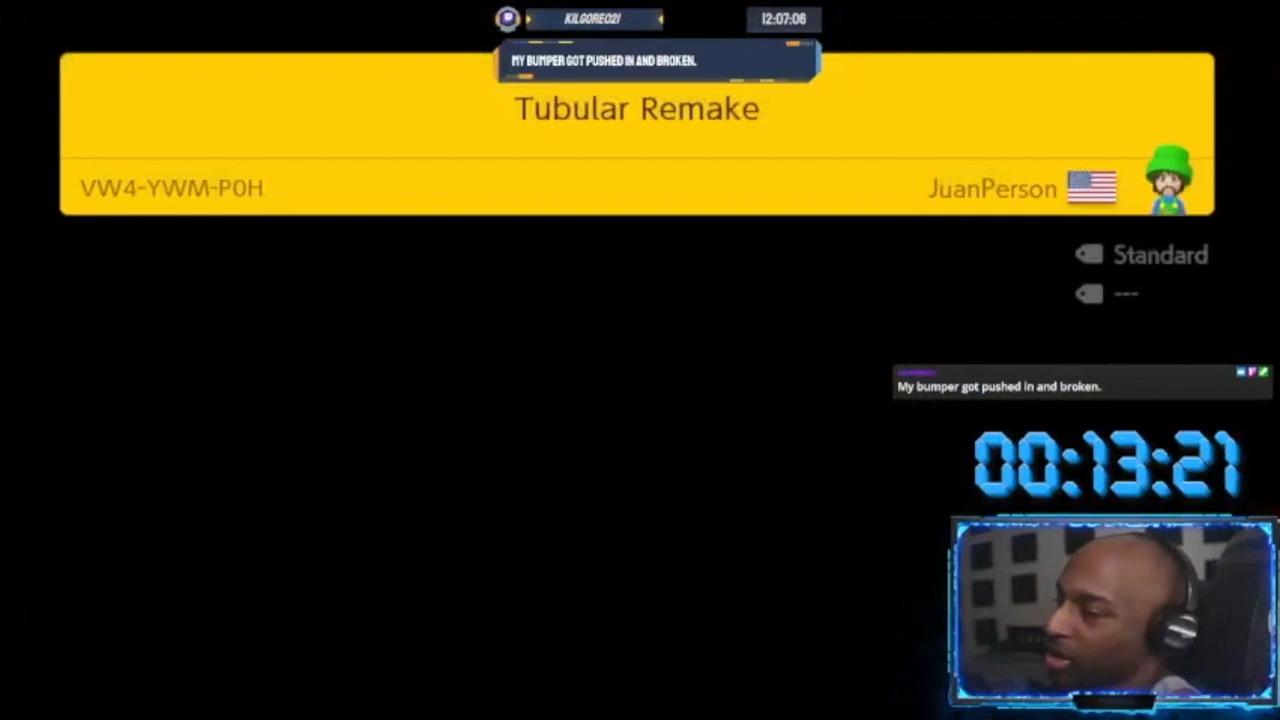 KILGORE021
12:07:06
MY BUMPER GOT PUSHED IN AND BROKEN.
Tubular Remake
VW4-YWM-P0H
JuanPerson
Standard
---
My bumper got pushed in and broken.
00:13:21